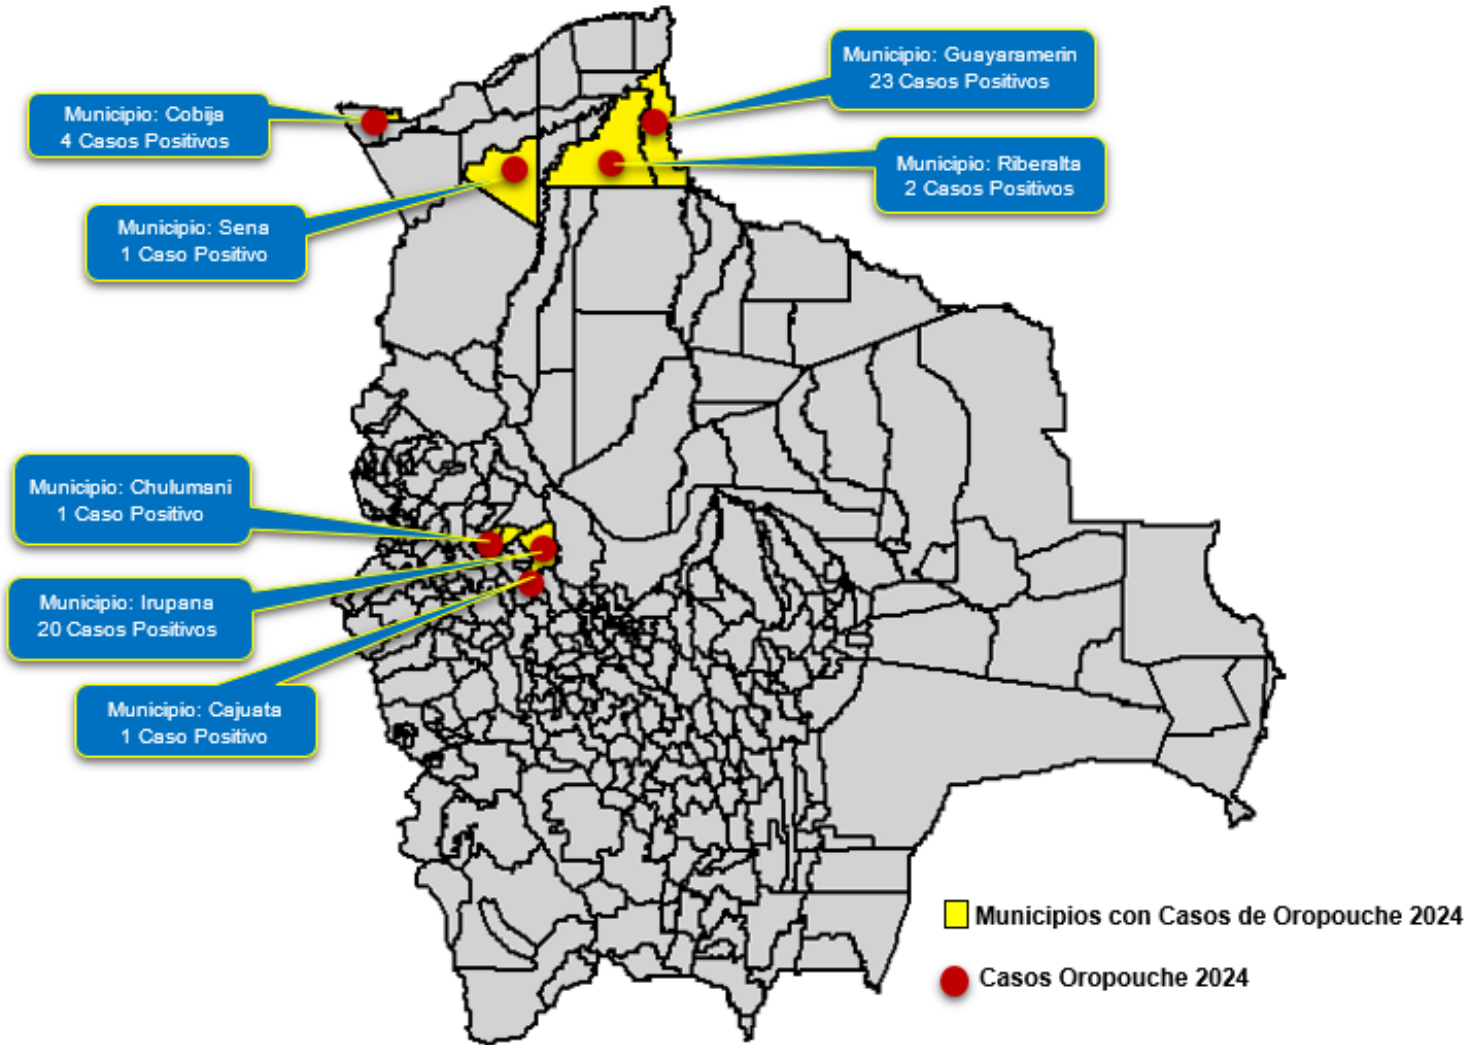 Municipio: Guayaramerin
23 Casos Positivos
Municipio: Cobija
4 Casos Positivos
Municipio: Riberalta
2 Casos Positivos
Municipio: Sena
1 Caso Positivo
Municipio: Chulumani
1 Caso Positivo
Municipio: Irupana
20 Casos Positivos
Municipio: Cajuata
1 Caso Positivo
Municipios con Casos de Oropouche 2024
Casos Oropouche 2024